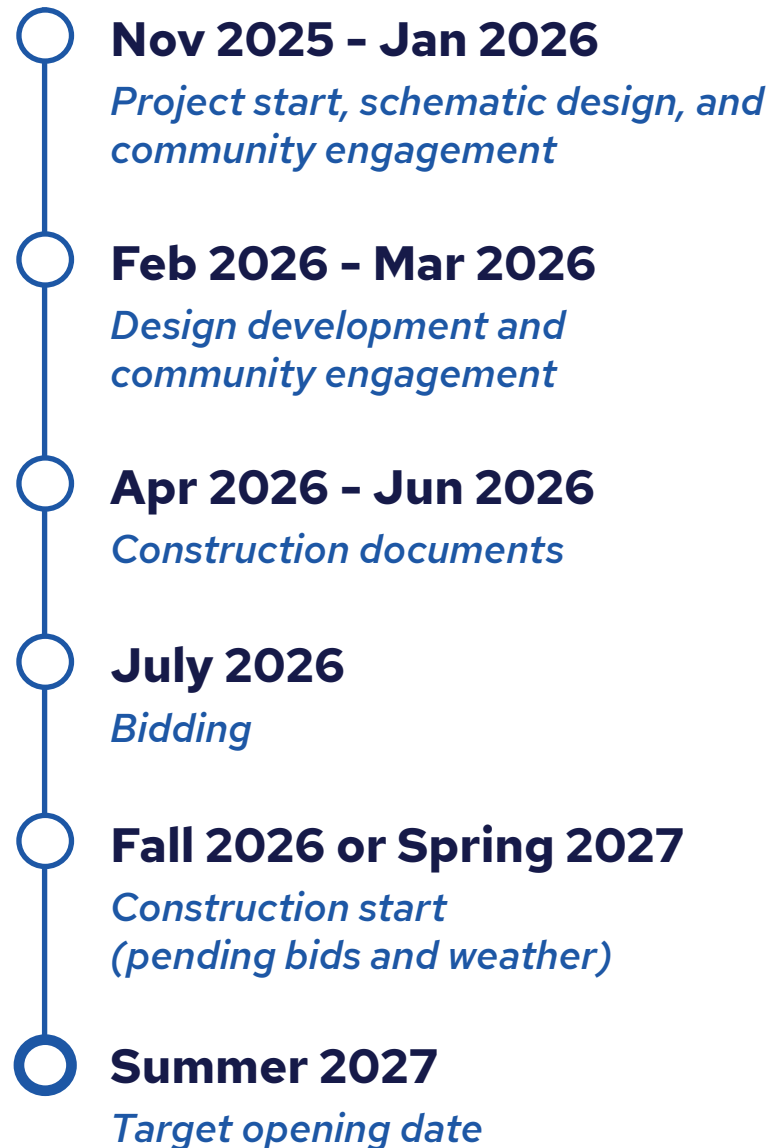 Nov 2025 - Jan 2026
Project start, schematic design, and
community engagement
Feb 2026 - Mar 2026
Design development and
community engagement
Apr 2026 - Jun 2026
Construction documents
July 2026
Bidding
Fall 2026 or Spring 2027
Construction start
(pending bids and weather)
Summer 2027
Target opening date